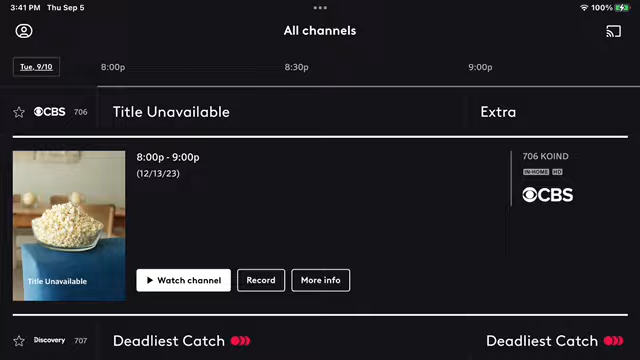 3:41 PM Thu Sep 5
100%
All channels
Tue, 9/10 8:00p 8:30p 9:00p
CBS 706 Title Unavailable Extra
8:00p - 9:00p
(12/13/23)
706 KOIND
IN-HOME HD
CBS
Title Unavailable
Watch channel Record More info
Discovery 707 Deadliest Catch Deadliest Catch